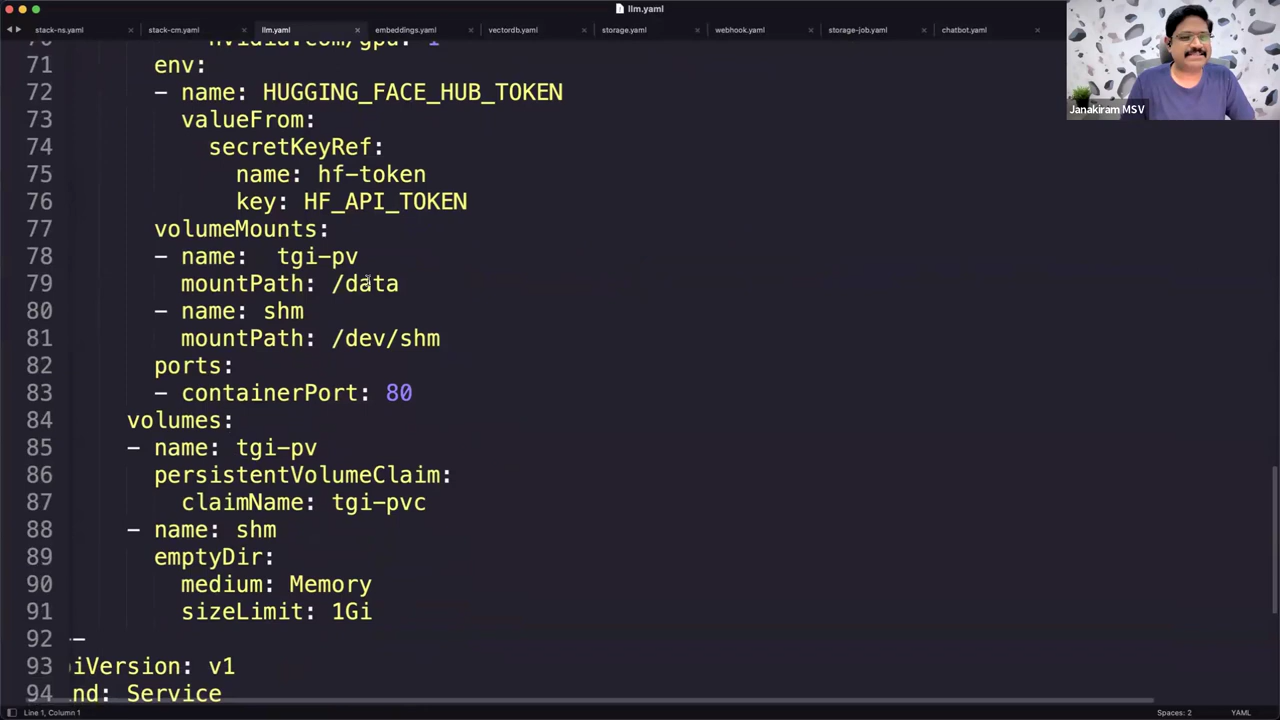 llm.yaml
stack-ns.yaml
stack-cm.yaml
llm.yaml
embeddings.yaml
vectordb.yaml
storage.yaml
webhook.yaml
storage-job.yaml
chatbot.yaml
Janakiram MSV
70 nvidia.com/gpu: 1
71 env:
72 - name: HUGGING_FACE_HUB_TOKEN
73 valueFrom:
74 secretKeyRef:
75 name: hf-token
76 key: HF_API_TOKEN
77 volumeMounts:
78 - name:  tgi-pv
79 mountPath: /data
80 - name: shm
81 mountPath: /dev/shm
82 ports:
83 - containerPort: 80
84 volumes:
85 - name: tgi-pv
86 persistentVolumeClaim:
87 claimName: tgi-pvc
88 - name: shm
89 emptyDir:
90 medium: Memory
91 sizeLimit: 1Gi
92 --
93 iVersion: v1
94 nd: Service
Line 1, Column 1
Spaces: 2
YAML